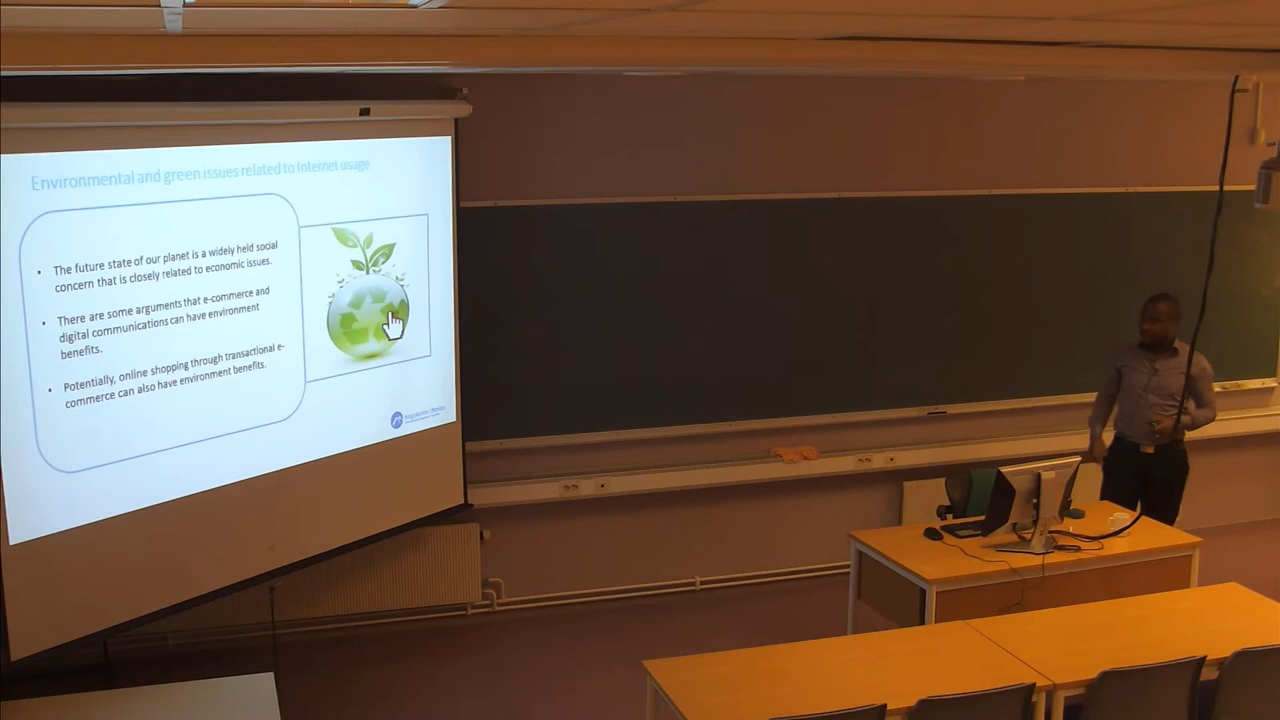 Environmental and green issues related to Internet usage
• The future state of our planet is a widely held social
concern that is closely related to economic issues.
• There are some arguments that e-commerce and
digital communications can have environment
benefits.
• Potentially, online shopping through transactional e-
commerce can also have environment benefits.